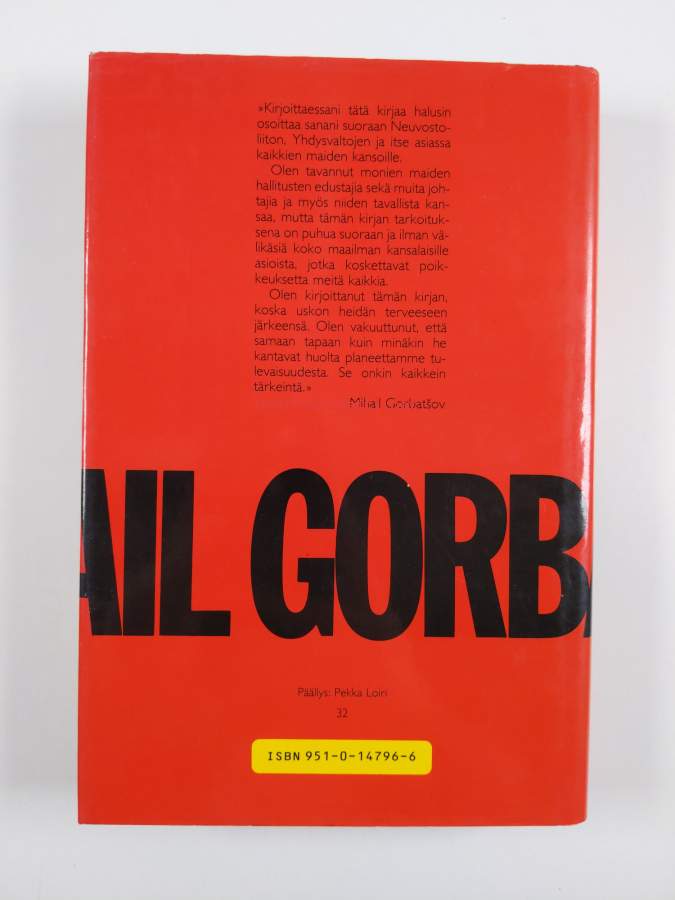 »Kirjoittaessani tätä kirjaa halusin
osoittaa sanani suoraan Neuvosto-
liiton, Yhdysvaltojen ja itse asiassa
kaikkien maiden kansoille.
Olen tavannut monien maiden
hallitusten edustajia sekä muita joh-
tajia ja myös niiden tavallista kan-
saa, mutta tämän kirjan tarkoituk-
sena on puhua suoraan ja ilman vä-
likäsiä koko maailman kansalaisille
asioista, jotka koskettavat poik-
keuksetta meitä kaikkia.
Olen kirjoittanut tämän kirjan,
koska uskon heidän terveeseen
järkeensä. Olen vakuuttunut, että
samaan tapaan kuin minäkin he
kantavat huolta planeettamme tu-
levaisuudesta. Se onkin kaikkein
tärkeintä.»
Mihail Gorbatšov
AIL GORBA
Päällys: Pekka Loiri
32
ISBN 951-0-14796-6